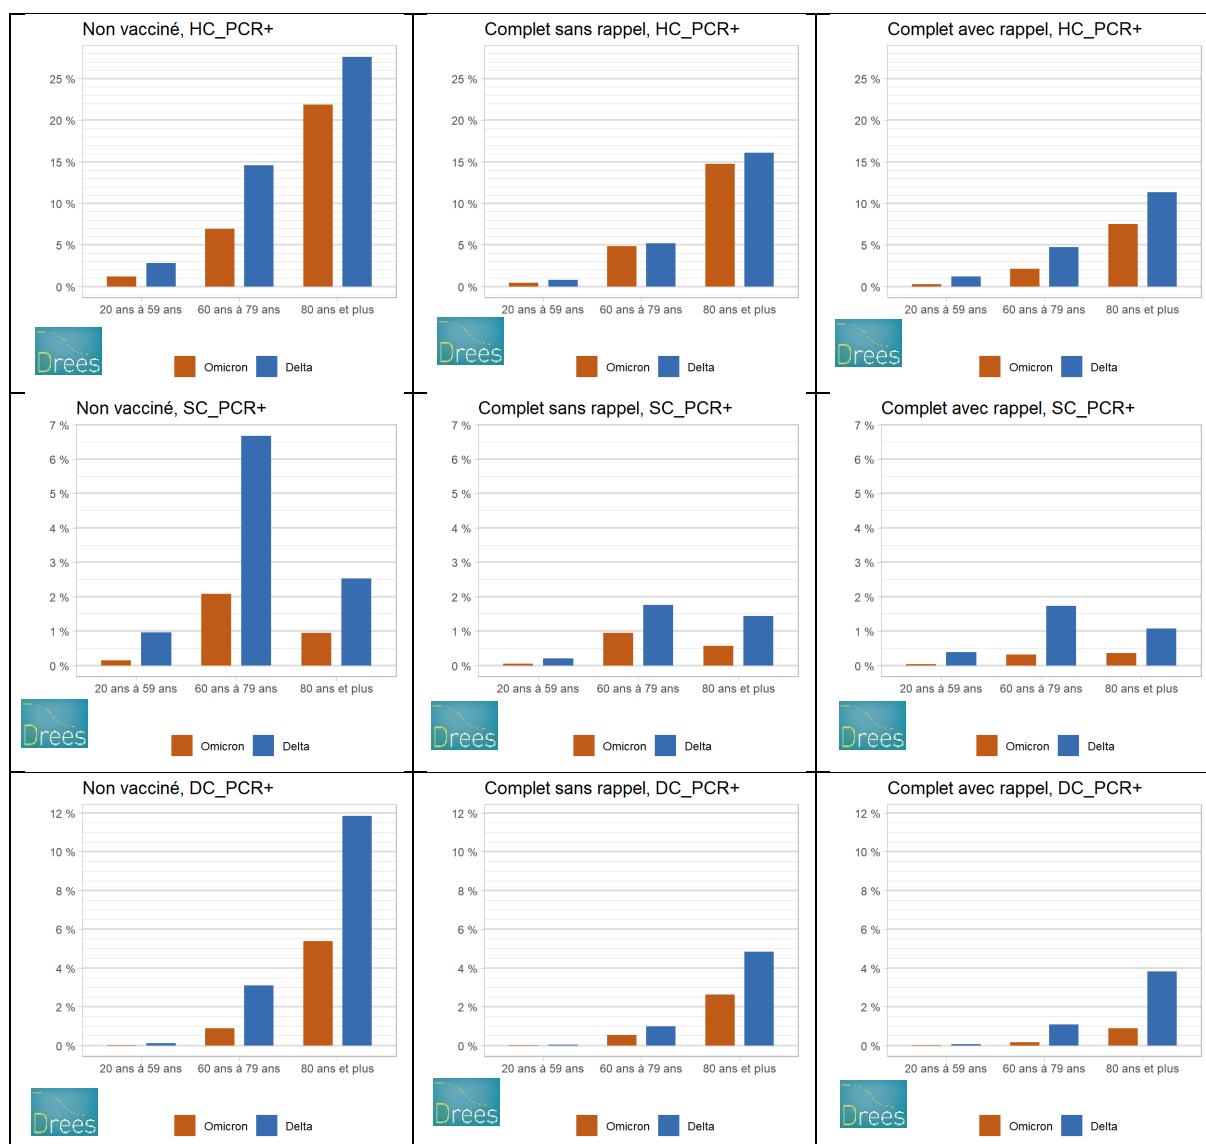 Non vacciné, HC_PCR+
25 %
20 %
15 %
10 %
5 %
0 %
20 ans à 59 ans 60 ans à 79 ans 80 ans et plus
Drees
Omicron Delta
Complet sans rappel, HC_PCR+
25 %
20 %
15 %
10 %
5 %
0 %
20 ans à 59 ans 60 ans à 79 ans 80 ans et plus
Drees
Omicron Delta
Complet avec rappel, HC_PCR+
25 %
20 %
15 %
10 %
5 %
0 %
20 ans à 59 ans 60 ans à 79 ans 80 ans et plus
Drees
Omicron Delta
Non vacciné, SC_PCR+
7 %
6 %
5 %
4 %
3 %
2 %
1 %
0 %
20 ans à 59 ans 60 ans à 79 ans 80 ans et plus
Drees
Omicron Delta
Complet sans rappel, SC_PCR+
7 %
6 %
5 %
4 %
3 %
2 %
1 %
0 %
20 ans à 59 ans 60 ans à 79 ans 80 ans et plus
Drees
Omicron Delta
Complet avec rappel, SC_PCR+
7 %
6 %
5 %
4 %
3 %
2 %
1 %
0 %
20 ans à 59 ans 60 ans à 79 ans 80 ans et plus
Drees
Omicron Delta
Non vacciné, DC_PCR+
12 %
10 %
8 %
6 %
4 %
2 %
0 %
20 ans à 59 ans 60 ans à 79 ans 80 ans et plus
Drees
Omicron Delta
Complet sans rappel, DC_PCR+
12 %
10 %
8 %
6 %
4 %
2 %
0 %
20 ans à 59 ans 60 ans à 79 ans 80 ans et plus
Drees
Omicron Delta
Complet avec rappel, DC_PCR+
12 %
10 %
8 %
6 %
4 %
2 %
0 %
20 ans à 59 ans 60 ans à 79 ans 80 ans et plus
Drees
Omicron Delta